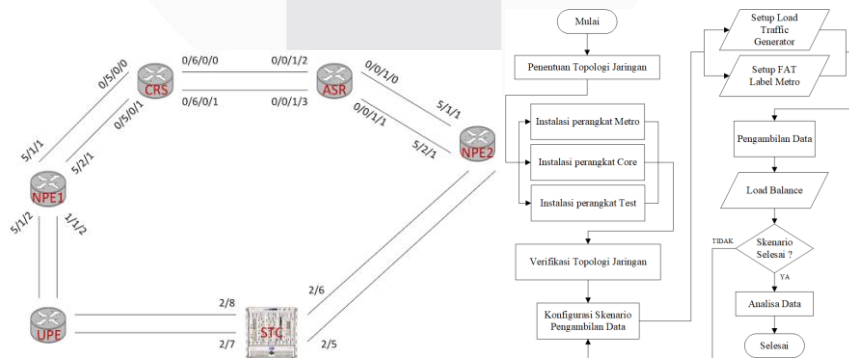 0/5/0/0
0/6/0/0
0/0/1/2
0/0/1/0
CRS
ASR
0/5/0/1
0/6/0/1
0/0/1/3
0/0/1/1
5/1/1
5/1/1
5/2/1
5/2/1
NPE2
NPE1
5/1/2
1/1/2
2/8
2/6
UPE
STC
2/7
2/5
Mulai
Penentuan Topologi Jaringan
Instalasi perangkat Metro
Instalasi perangkat Core
Instalasi perangkat Test
Verifikasi Topologi Jaringan
Konfigurasi Skenario
Pengambilan Data
Setup Load
Traffic
Generator
Setup FAT
Label Metro
Pengambilan Data
Load Balance
TIDAK
Skenario
Selesai ?
YA
Analisa Data
Selesai